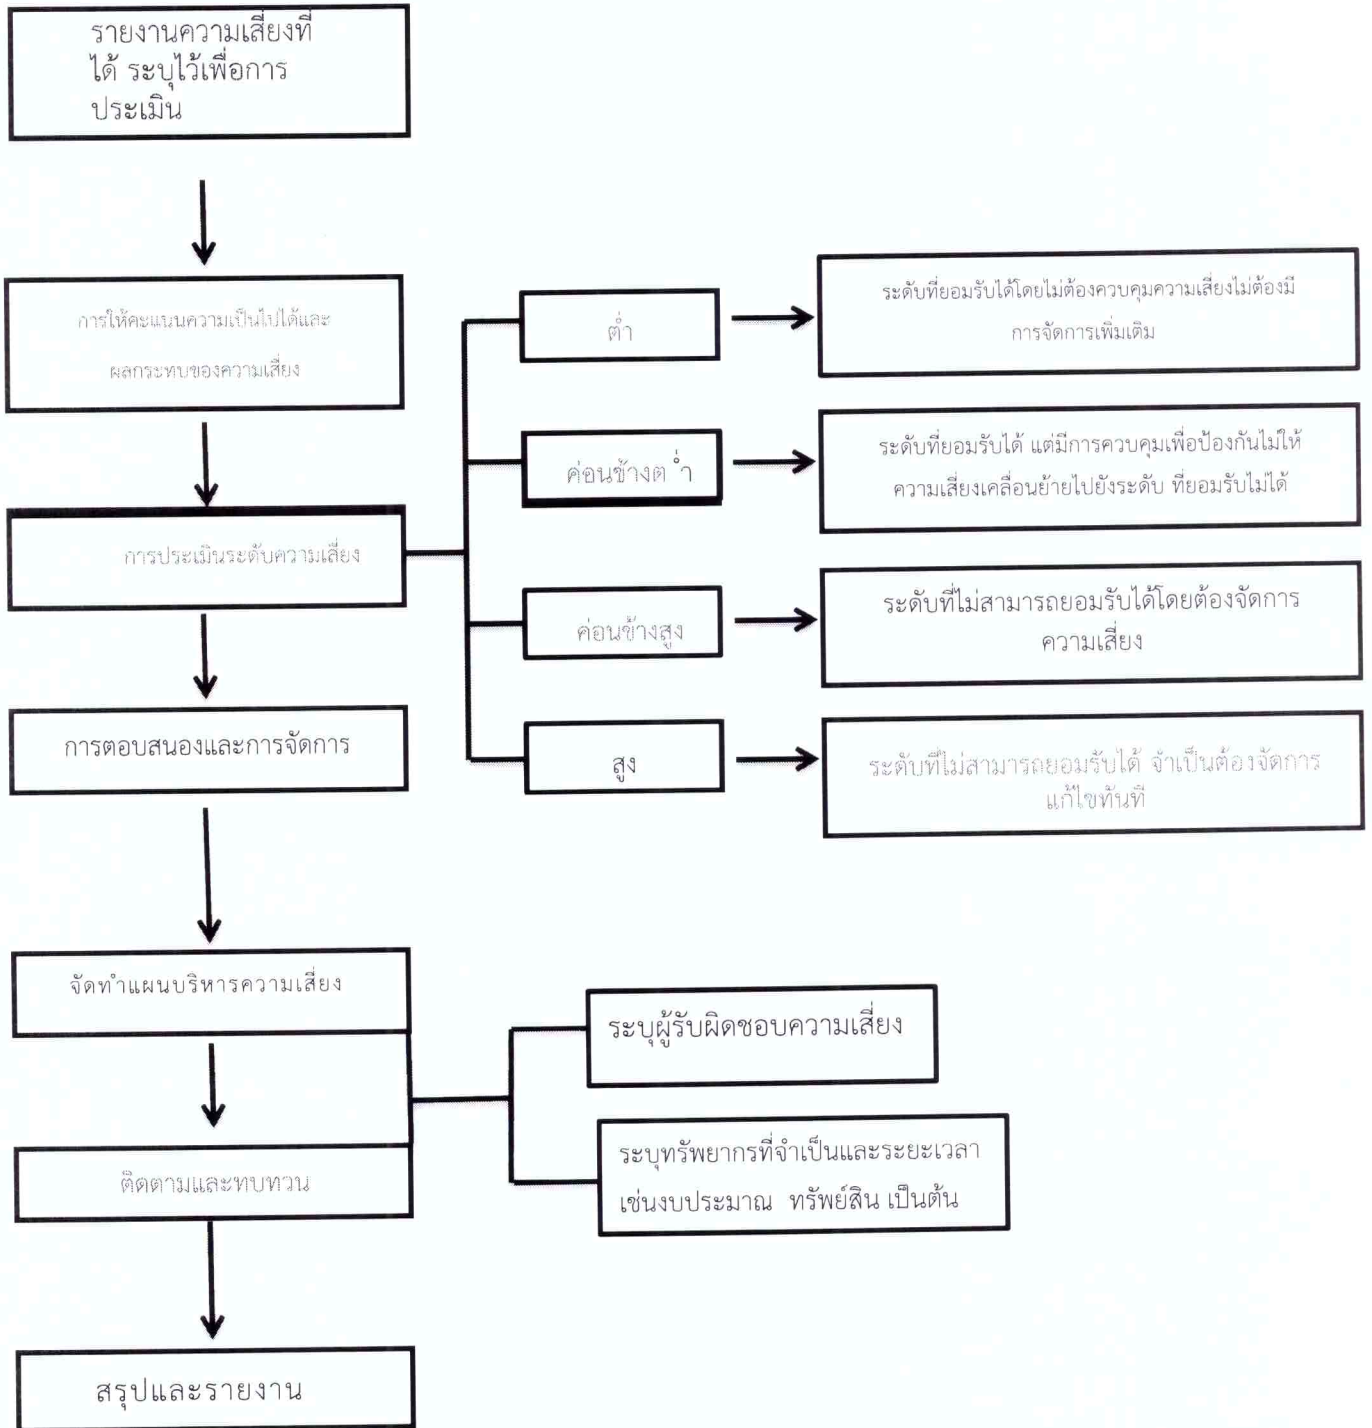 รายงานความเสี่ยงที่
ได้ ระบุไว้เพื่อการ
ประเมิน
การให้คะแนนความเป็นไปได้และ
ผลกระทบของความเสี่ยง
การประเมินระดับความเสี่ยง
ต่ำ
ระดับที่ยอมรับได้โดยไม่ต้องควบคุมความเสี่ยงไม่ต้องมี
การจัดการเพิ่มเติม
ค่อนข้างต ่ำ
ระดับที่ยอมรับได้ แต่มีการควบคุมเพื่อป้องกันไม่ให้
ความเสี่ยงเคลื่อนย้ายไปยังระดับ ที่ยอมรับไม่ได้
ค่อนข้างสูง
ระดับที่ไม่สามารถยอมรับได้โดยต้องจัดการ
ความเสี่ยง
สูง
ระดับที่ไม่สามารถยอมรับได้ จำเป็นต้องจัดการ
แก้ไขทันที
การตอบสนองและการจัดการ
จัดทำแผนบริหารความเสี่ยง
ระบุผู้รับผิดชอบความเสี่ยง
ระบุทรัพยากรที่จำเป็นและระยะเวลา
เช่นงบประมาณ ทรัพย์สิน เป็นต้น
ติดตามและทบทวน
สรุปและรายงาน